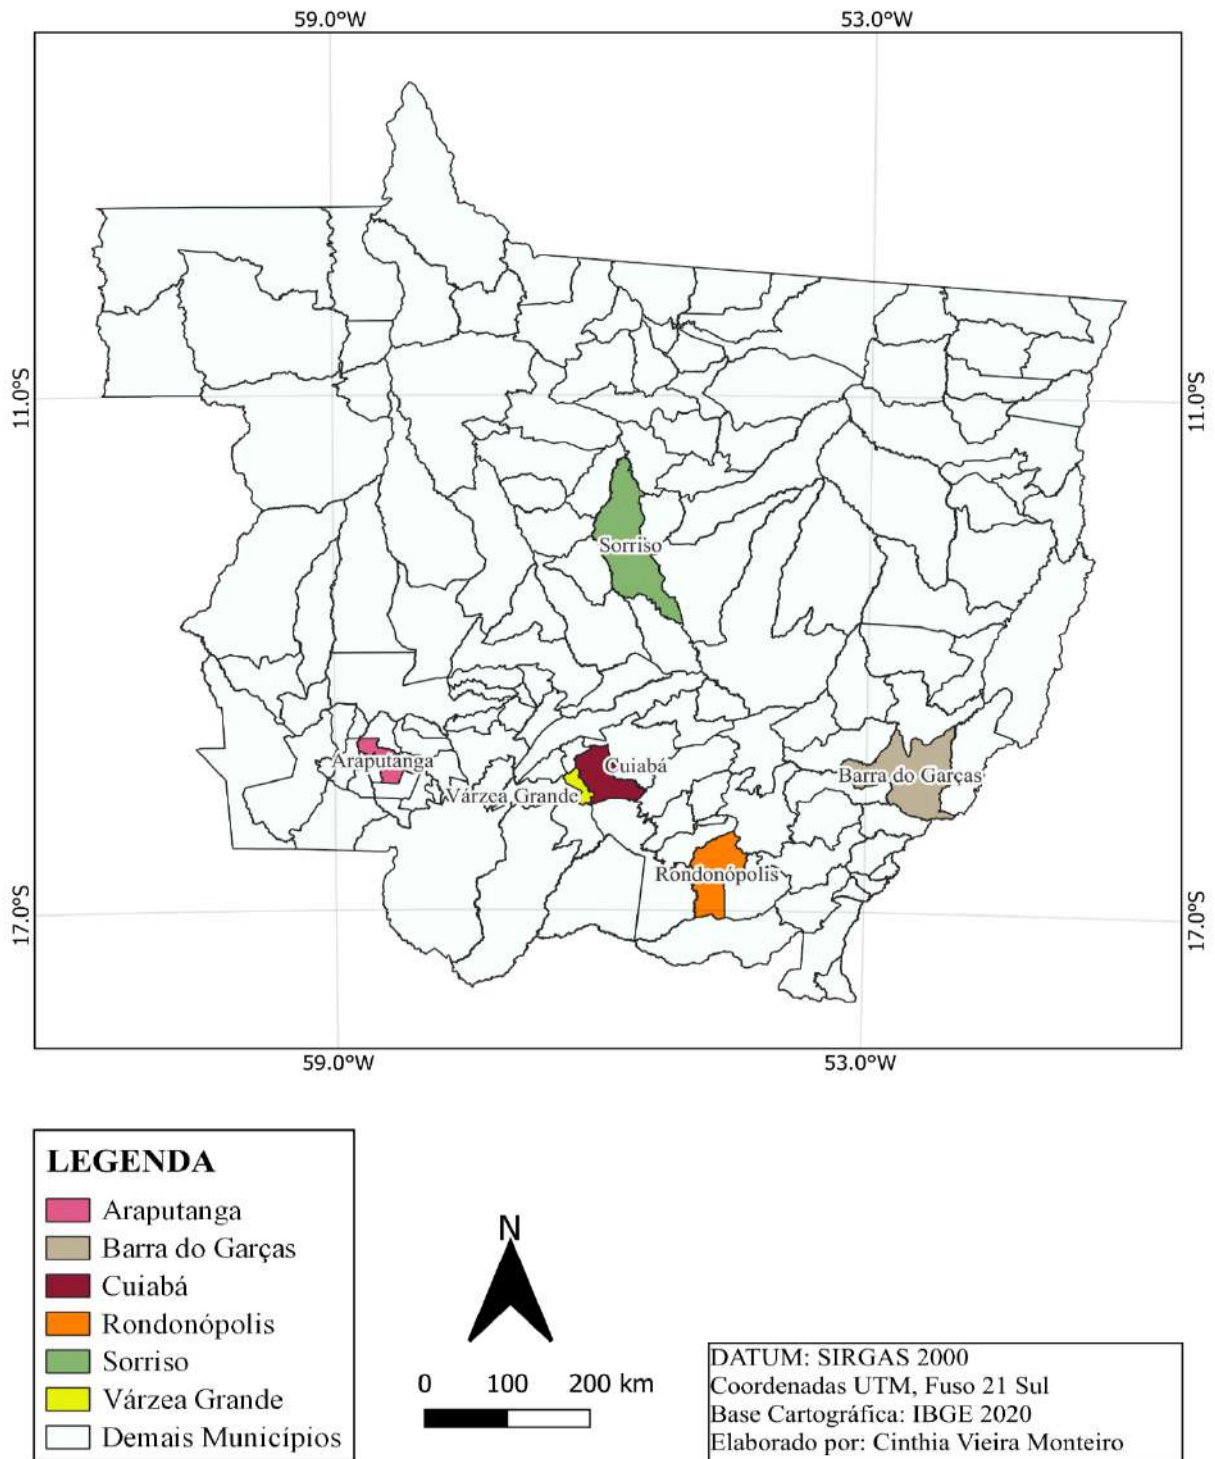 59.0°W
53.0°W
11.0°S
11.0°S
Sorriso
Araputanga
Cuiabá
Barra do Garças
Várzea Grande
Rondonópolis
17.0°S
17.0°S
59.0°W
53.0°W
LEGENDA
Araputanga
Barra do Garças
Cuiabá
Rondonópolis
Sorriso
Várzea Grande
Demais Municípios
N
0 100 200 km
DATUM: SIRGAS 2000
Coordenadas UTM, Fuso 21 Sul
Base Cartográfica: IBGE 2020
Elaborado por: Cinthia Vieira Monteiro